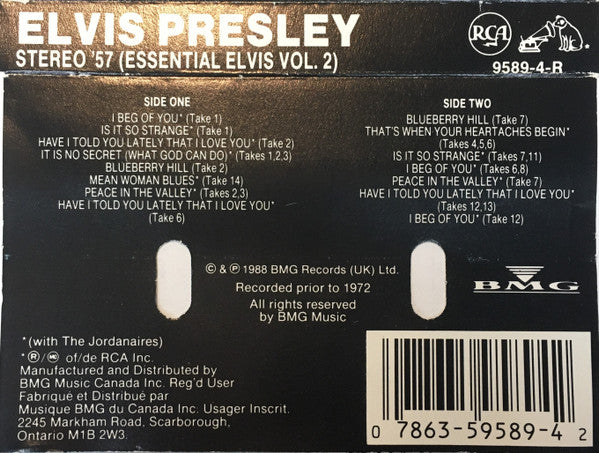 ELVIS PRESLEY
STEREO '57 (ESSENTIAL ELVIS VOL. 2)
RCA
9589-4-R
SIDE ONE
I BEG OF YOU* (Take 1)
IS IT SO STRANGE* (Take 1)
HAVE I TOLD YOU LATELY THAT I LOVE YOU* (Take 2)
IT IS NO SECRET (WHAT GOD CAN DO)* (Takes 1,2,3)
BLUEBERRY HILL (Take 2)
MEAN WOMAN BLUES* (Take 14)
PEACE IN THE VALLEY* (Takes 2,3)
HAVE I TOLD YOU LATELY THAT I LOVE YOU*
(Take 6)
SIDE TWO
BLUEBERRY HILL (Take 7)
THAT'S WHEN YOUR HEARTACHES BEGIN*
(Takes 4,5,6)
IS IT SO STRANGE* (Takes 7,11)
I BEG OF YOU* (Takes 6,8)
PEACE IN THE VALLEY* (Take 7)
HAVE I TOLD YOU LATELY THAT I LOVE YOU*
(Takes 12,13)
I BEG OF YOU* (Take 12)
© & ℗ 1988 BMG Records (UK) Ltd.
Recorded prior to 1972
All rights reserved
by BMG Music
BMG
*(with The Jordanaires)
*®/MD of/de RCA Inc.
Manufactured and Distributed by
BMG Music Canada Inc. Reg'd User
Fabriqué et Distribué par
Musique BMG du Canada Inc. Usager Inscrit.
2245 Markham Road, Scarborough,
Ontario M1B 2W3.
0 7863-59589-4 2